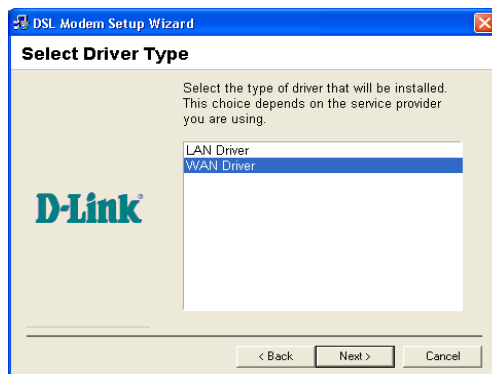 DSL Modem Setup Wizard
Select Driver Type
Select the type of driver that will be installed.
This choice depends on the service provider
you are using.
LAN Driver
WAN Driver
D-Link®
< Back
Next >
Cancel